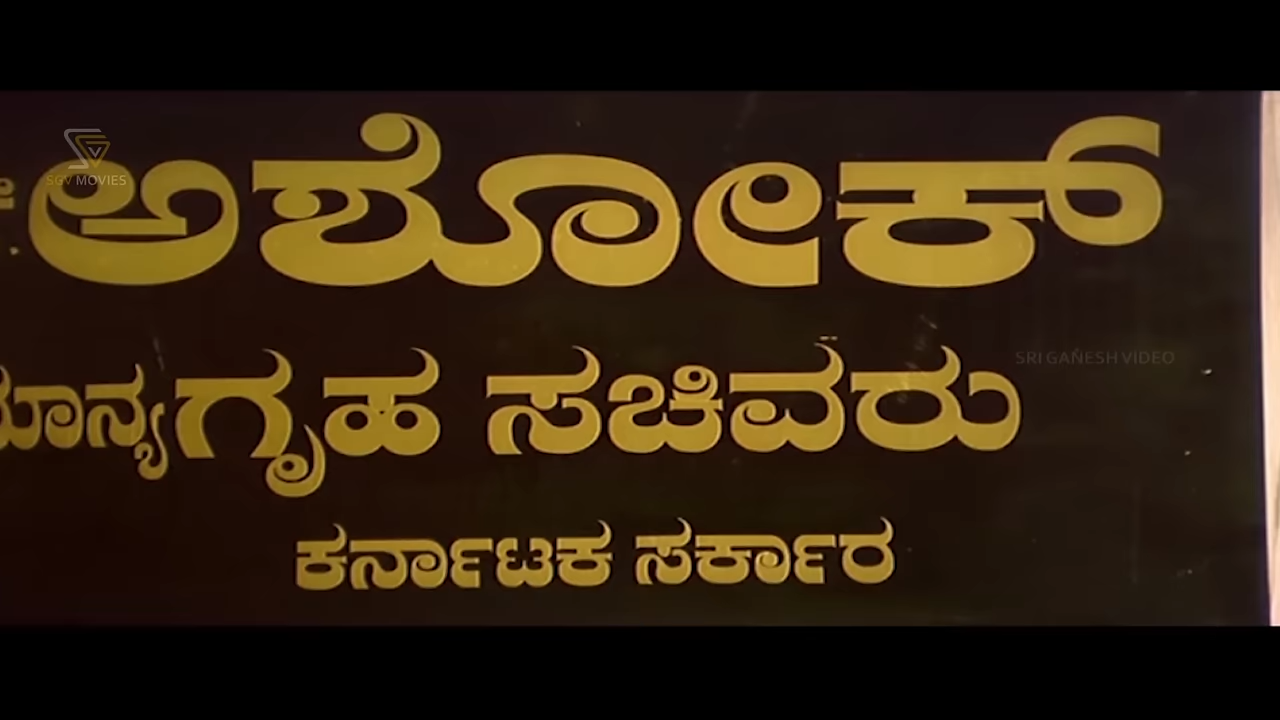 ಅಶೋಕ್
SGV MOVIES
ಮಾನ್ಯ ಗೃಹ ಸಚಿವರು
SRI GANESH VIDEO
ಕರ್ನಾಟಕ ಸರ್ಕಾರ